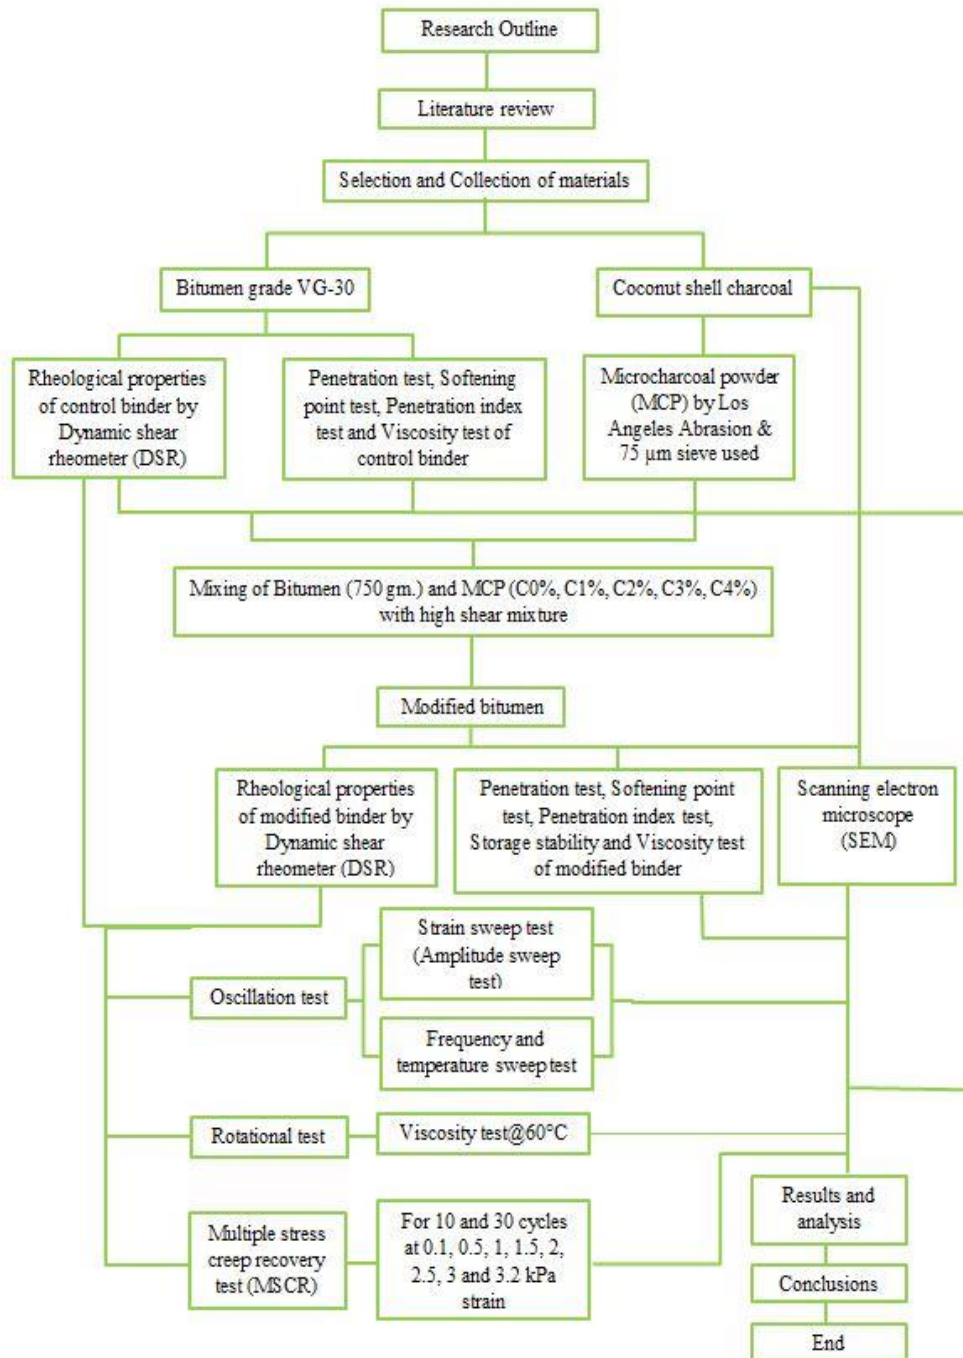 Research Outline
Literature review
Selection and Collection of materials
Bitumen grade VG-30
Coconut shell charcoal
Rheological properties
of control binder by
Dynamic shear
rheometer (DSR)
Penetration test, Softening
point test, Penetration index
test and Viscosity test of
control binder
Microcharcoal powder
(MCP) by Los
Angeles Abrasion &
75 µm sieve used
Mixing of Bitumen (750 gm.) and MCP (C0%, C1%, C2%, C3%, C4%)
with high shear mixture
Modified bitumen
Rheological properties
of modified binder by
Dynamic shear
rheometer (DSR)
Penetration test, Softening point
test, Penetration index test,
Storage stability and Viscosity test
of modified binder
Scanning electron
microscope
(SEM)
Oscillation test
Strain sweep test
(Amplitude sweep
test)
Frequency and
temperature sweep test
Rotational test
Viscosity test@60°C
Multiple stress
creep recovery
test (MSCR)
For 10 and 30 cycles
at 0.1, 0.5, 1, 1.5, 2,
2.5, 3 and 3.2 kPa
strain
Results and
analysis
Conclusions
End